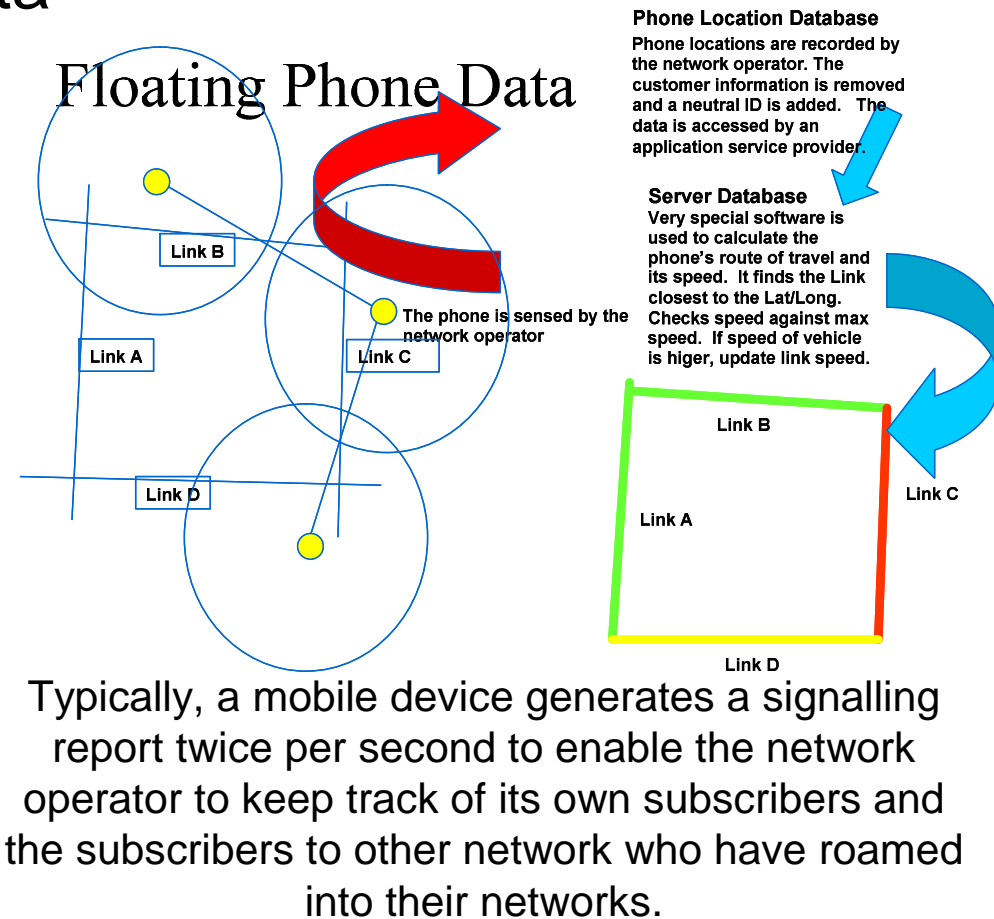 ta
Floating Phone Data
Phone Location Database
Phone locations are recorded by
the network operator. The
customer information is removed
and a neutral ID is added. The
data is accessed by an
application service provider.
Server Database
Very special software is
used to calculate the
phone's route of travel and
its speed. It finds the Link
closest to the Lat/Long.
Checks speed against max
speed. If speed of vehicle
is higer, update link speed.
Link B
The phone is sensed by the
network operator
Link A
Link C
Link D
Link B
Link C
Link A
Link D
Typically, a mobile device generates a signalling
report twice per second to enable the network
operator to keep track of its own subscribers and
the subscribers to other network who have roamed
into their networks.